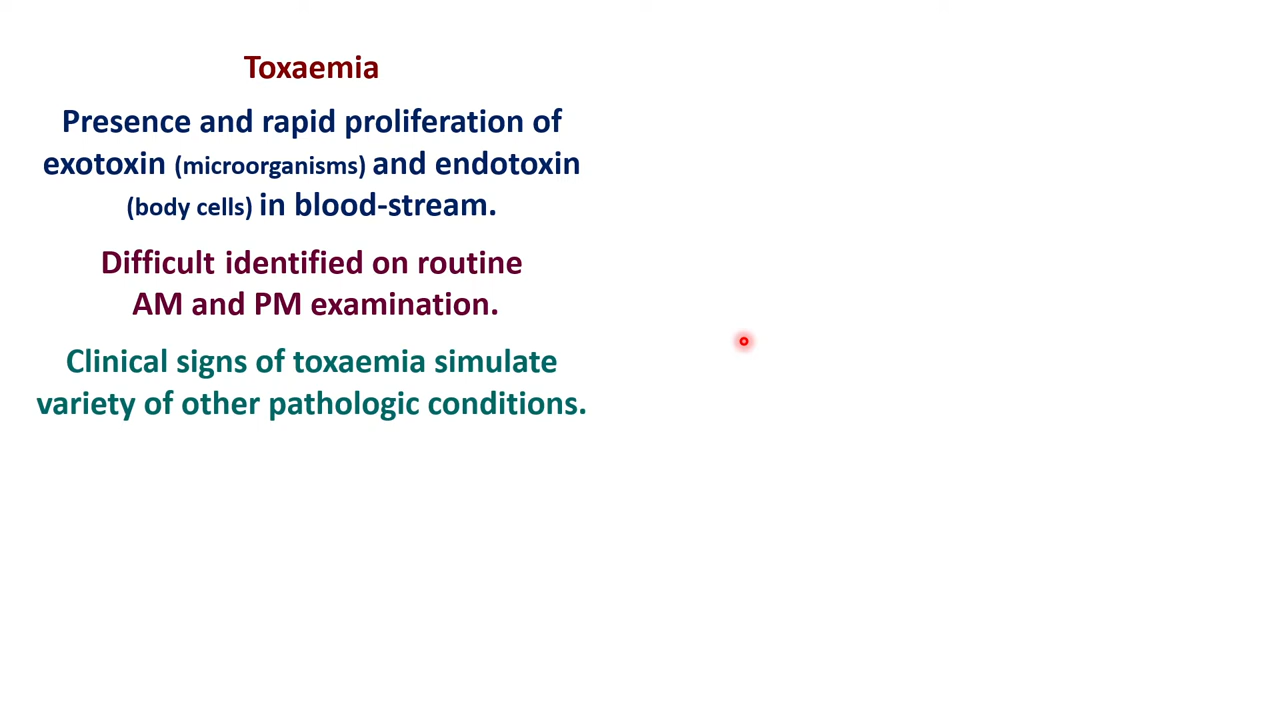 Toxaemia
Presence and rapid proliferation of
exotoxin (microorganisms) and endotoxin
(body cells) in blood-stream.
Difficult identified on routine
AM and PM examination.
Clinical signs of toxaemia simulate
variety of other pathologic conditions.